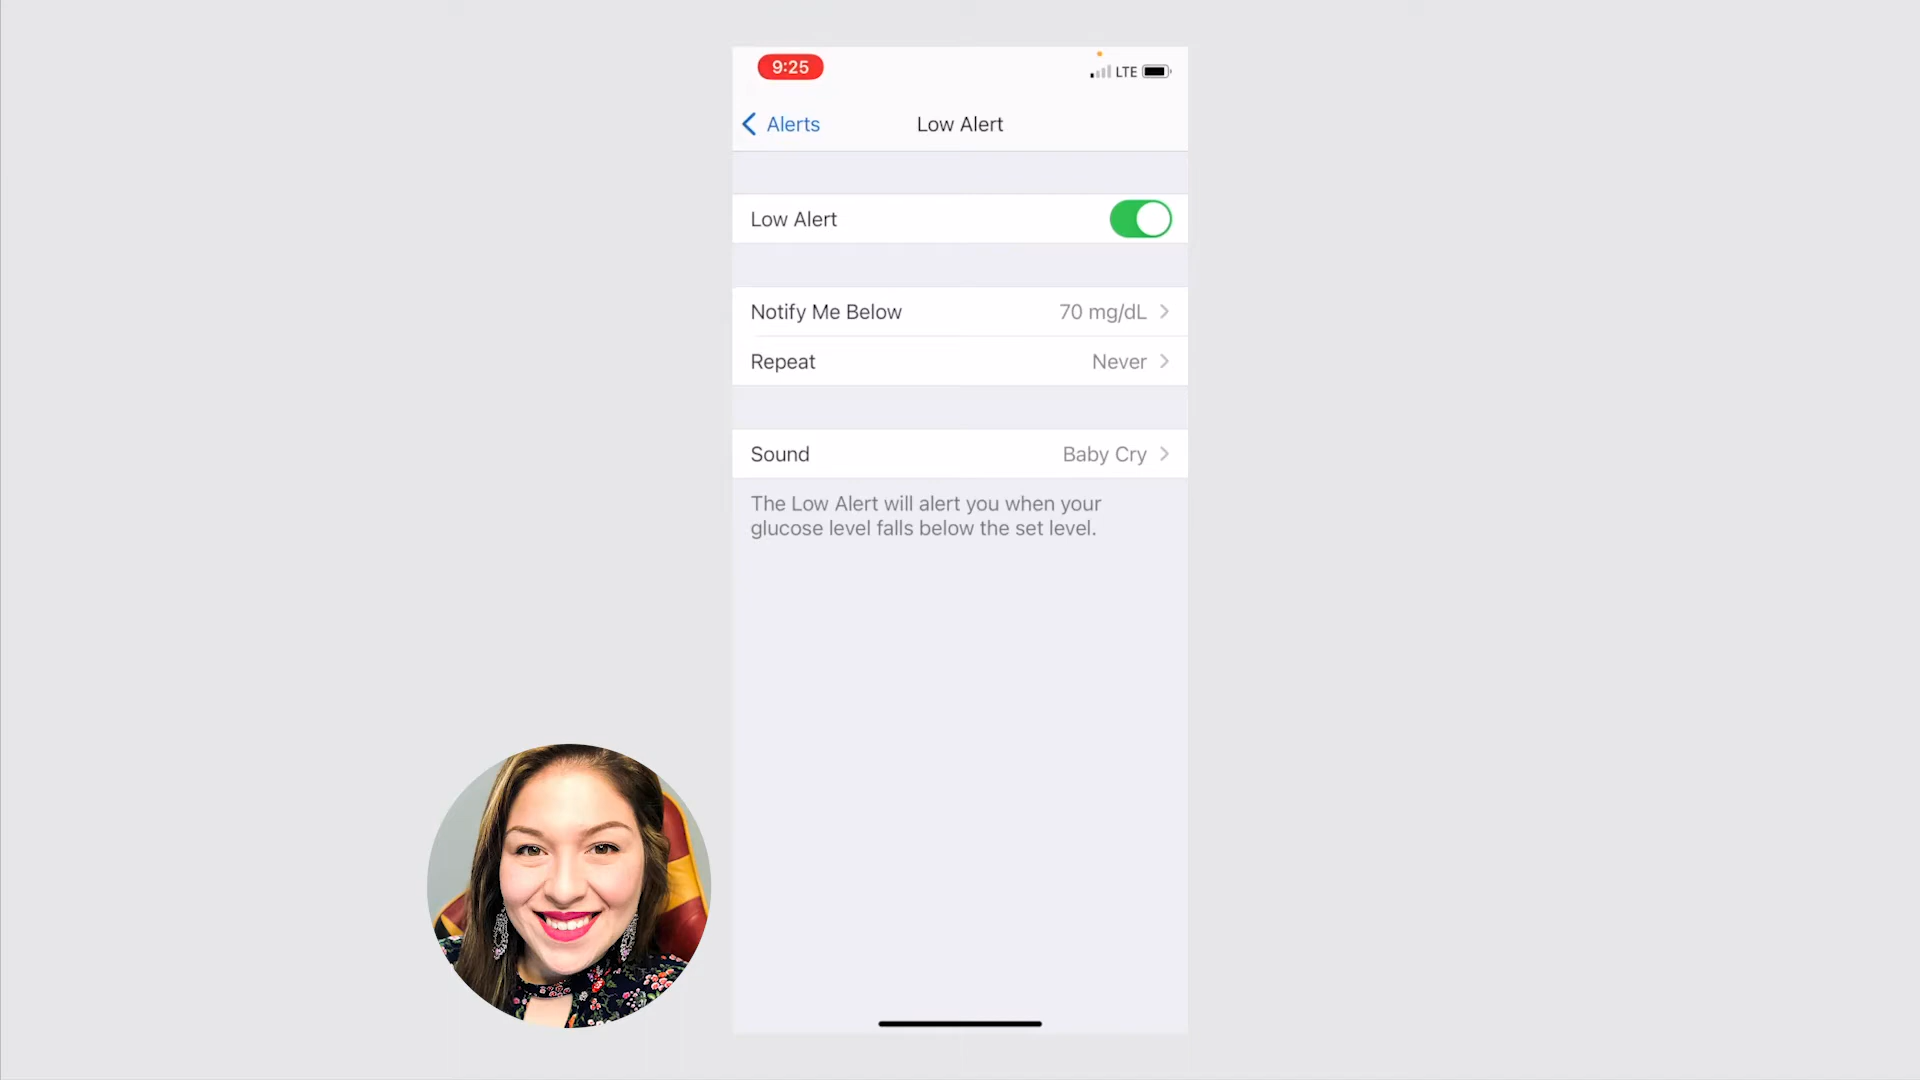 9:25
LTE
Alerts
Low Alert
Low Alert
Notify Me Below 70 mg/dL
Repeat Never
Sound Baby Cry
The Low Alert will alert you when your
glucose level falls below the set level.